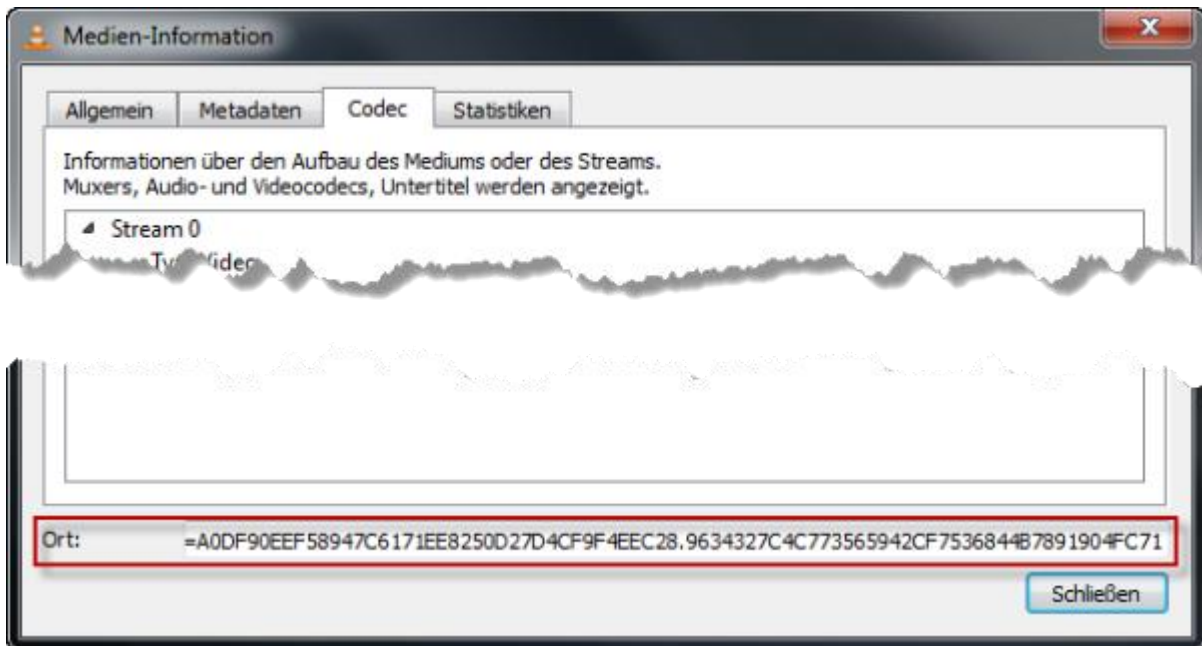 Medien-Information
Allgemein Metadaten Codec Statistiken
Informationen über den Aufbau des Mediums oder des Streams.
Muxers, Audio- und Videocodecs, Untertitel werden angezeigt.
Stream 0
Ort: =A0DF90EEF58947C6171EE8250D27D4CF9F4EEC28.9634327C4C773565942CF7536844B7891904FC71
Schließen